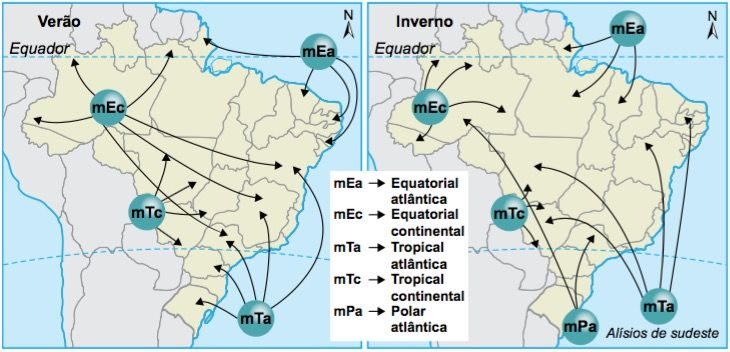 Verão
N
Equador
mEa
mEc
mTc
mTa
mEa → Equatorial
atlântica
mEc → Equatorial
continental
mTa → Tropical
atlântica
mTc → Tropical
continental
mPa → Polar
atlântica
Inverno
N
Equador
mEa
mEc
mTc
mTa
mPa
Alísios de sudeste